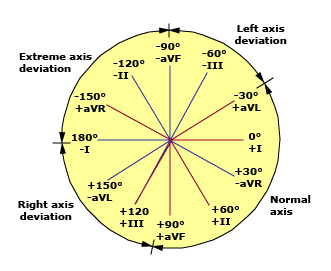 Left axis
deviation
-90°
-aVF
-60°
-III
Extreme axis
deviation
-120°
-II
-30°
+aVL
-150°
+aVR
0°
+I
180°
-I
+30°
-aVR
+150°
-aVL
Normal
axis
Right axis
deviation
+120
+III
+60°
+II
+90°
+aVF